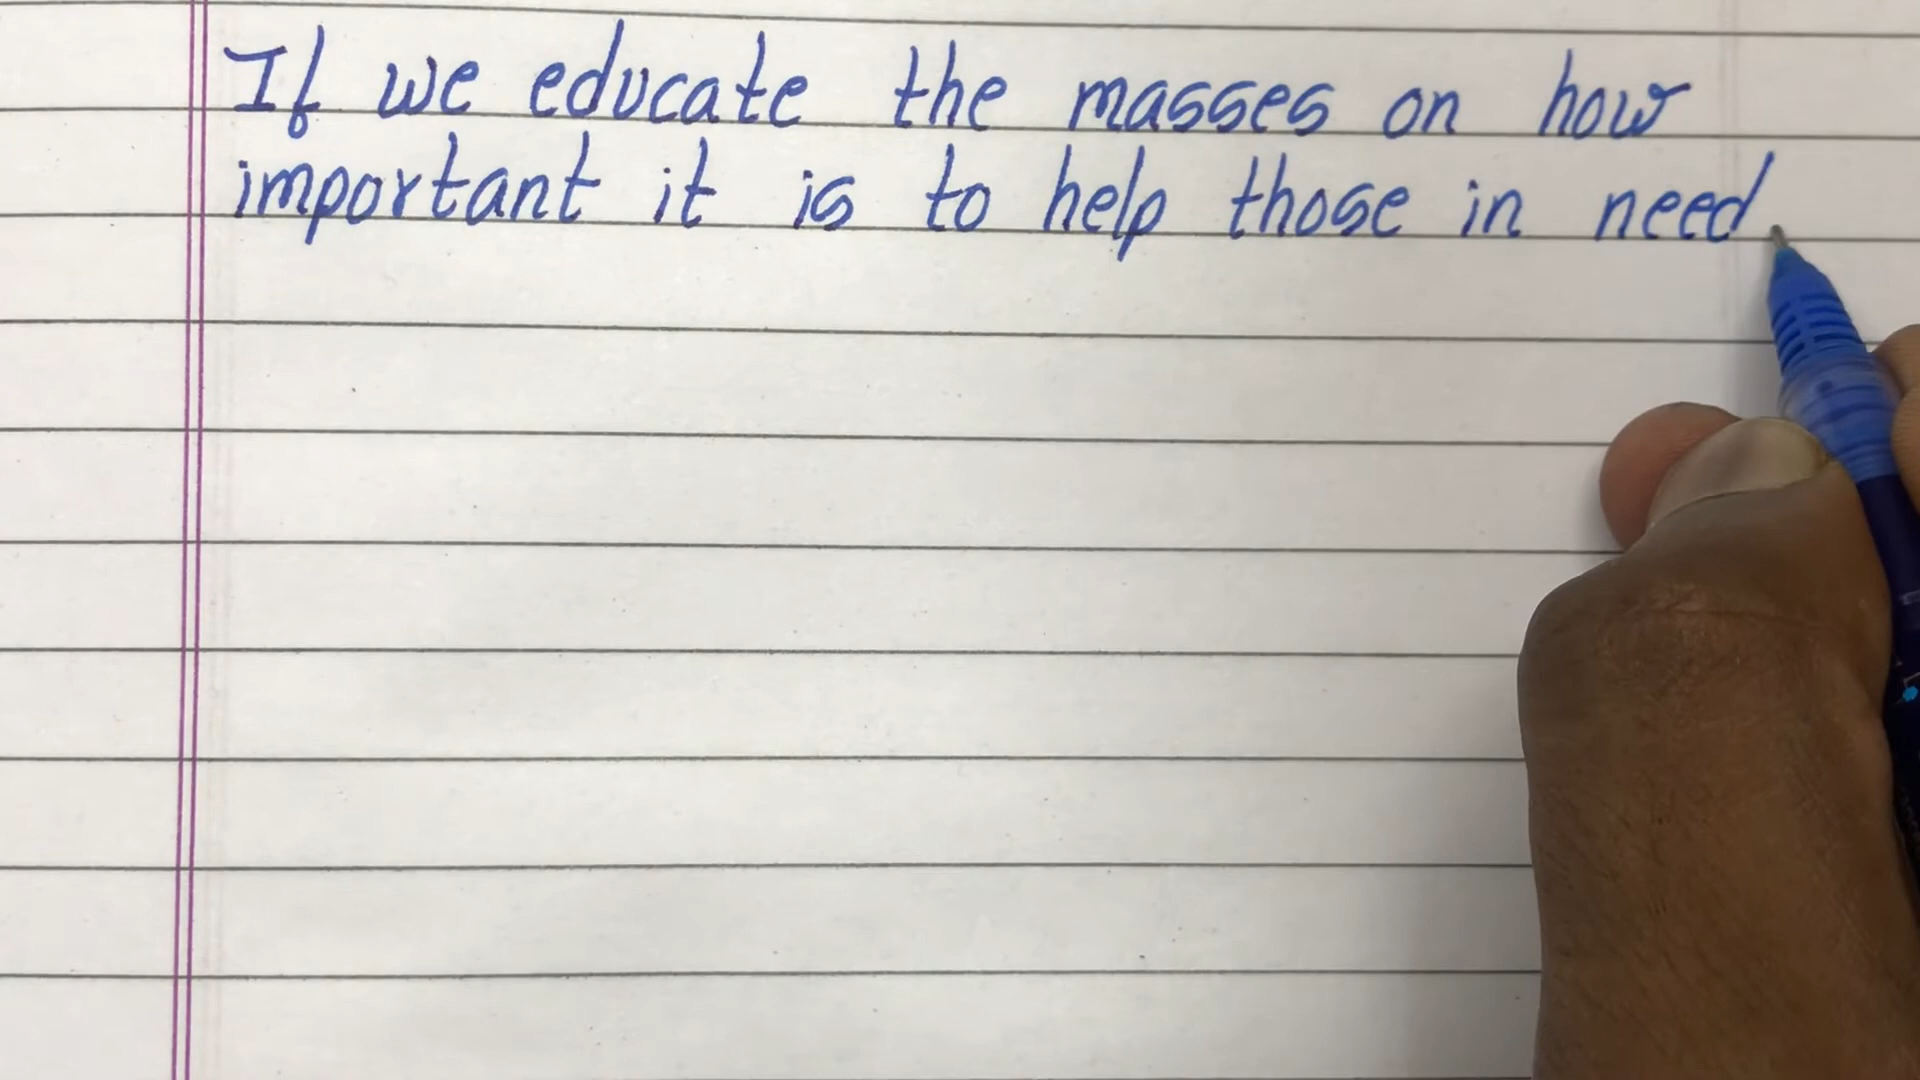 If we educate the masses on how
important it is to help those in need